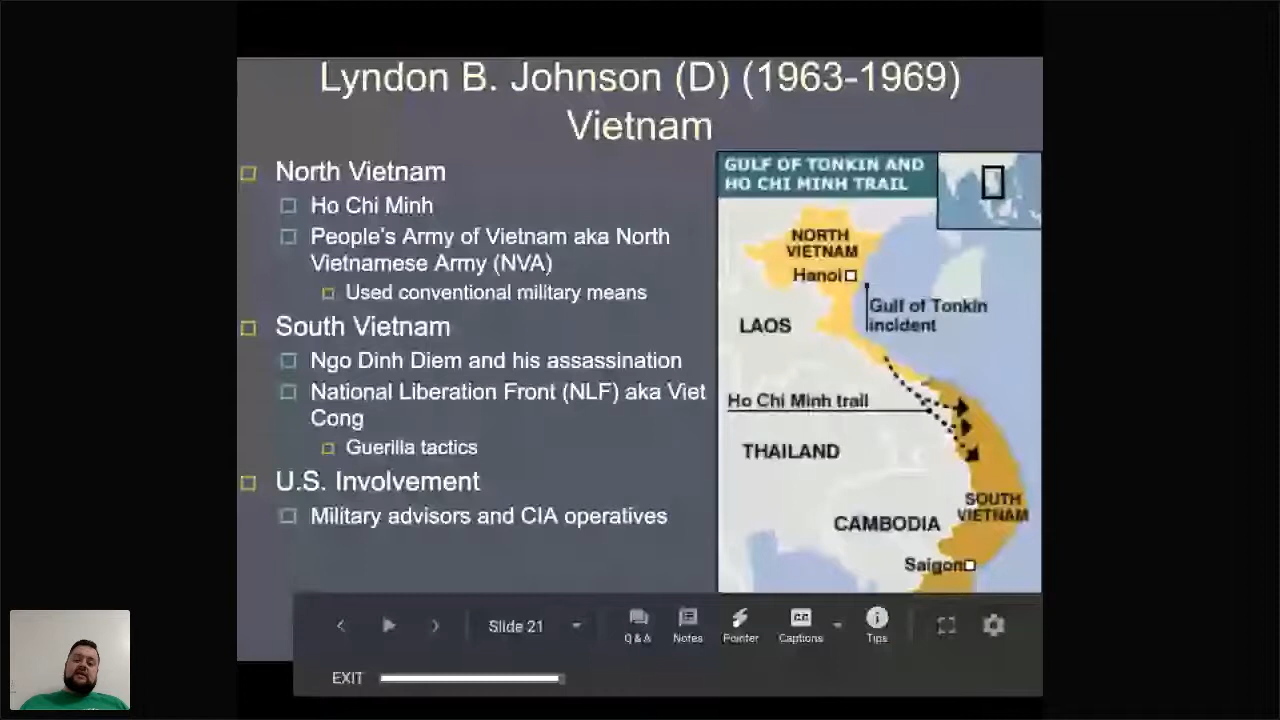 Lyndon B. Johnson (D) (1963-1969)
Vietnam
North Vietnam
Ho Chi Minh
People's Army of Vietnam aka North
Vietnamese Army (NVA)
Used conventional military means
South Vietnam
Ngo Dinh Diem and his assassination
National Liberation Front (NLF) aka Viet
Cong
Guerilla tactics
U.S. Involvement
Military advisors and CIA operatives
GULF OF TONKIN AND
HO CHI MINH TRAIL
NORTH
VIETNAM
Hanoi
Gulf of Tonkin
incident
LAOS
Ho Chi Minh trail
THAILAND
SOUTH
VIETNAM
CAMBODIA
Saigon
Slide 21
Q & A
Notes
Pointer
CC
Captions
Tips
EXIT